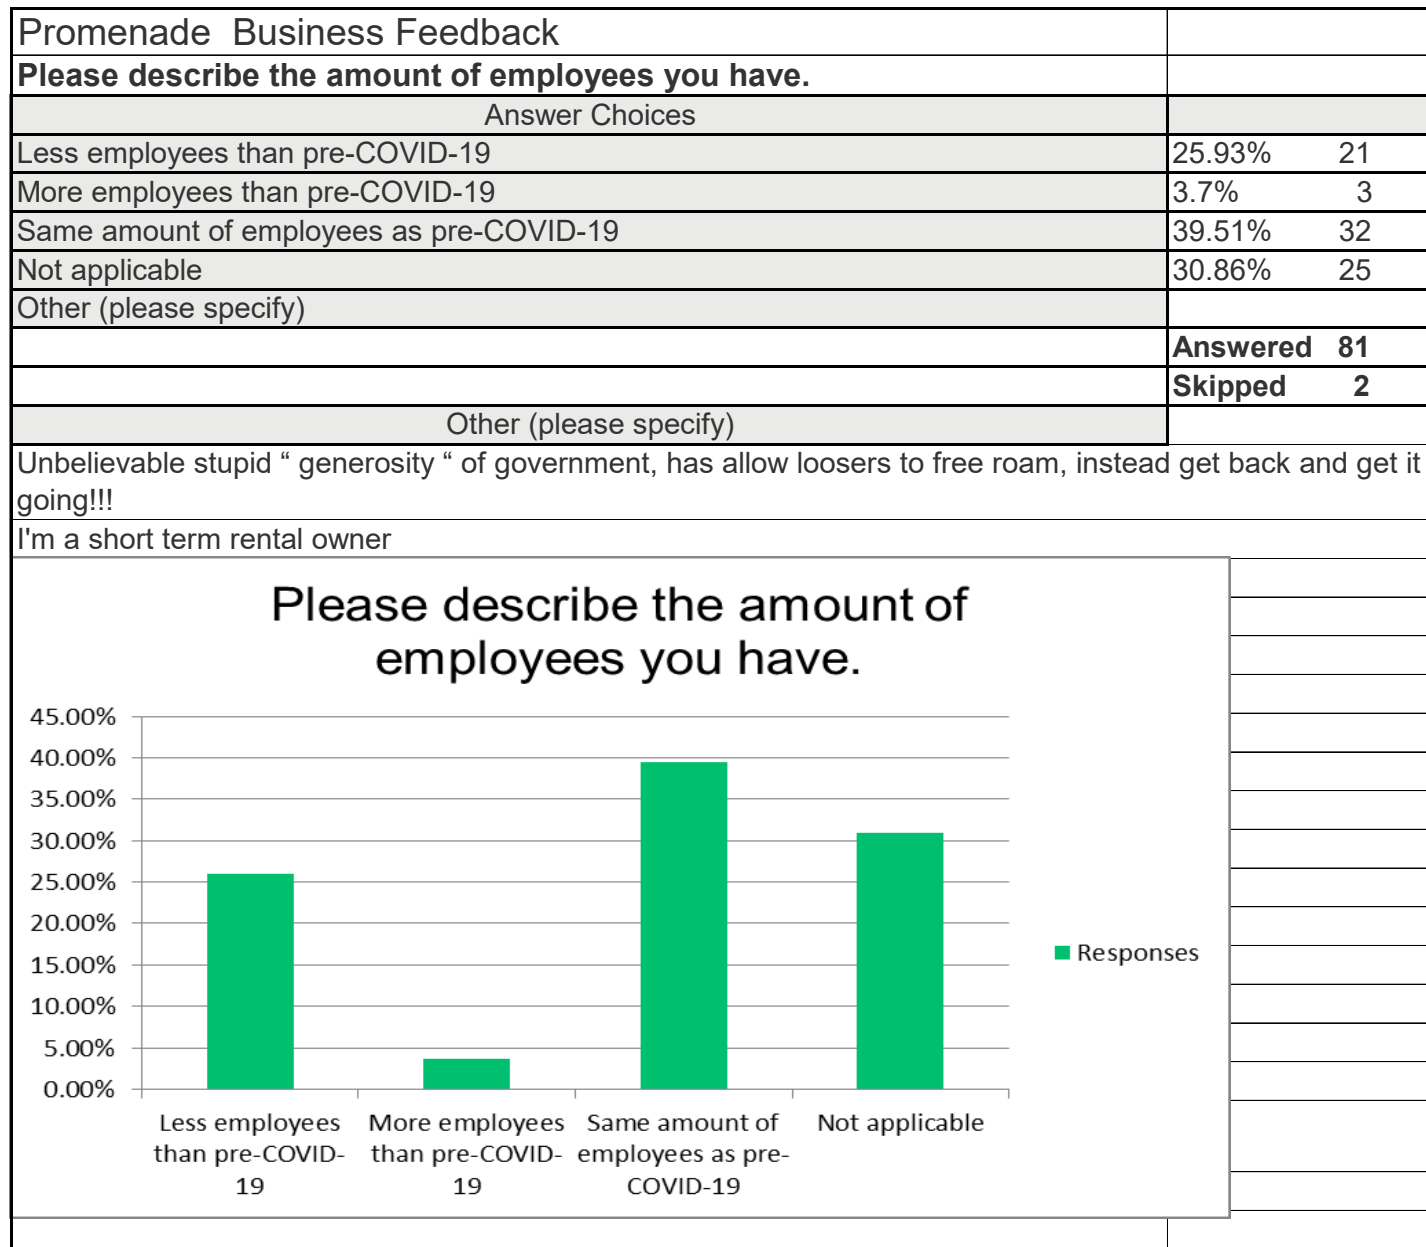 Promenade  Business Feedback
Please describe the amount of employees you have.
Answer Choices
Less employees than pre-COVID-19 25.93% 21
More employees than pre-COVID-19 3.7% 3
Same amount of employees as pre-COVID-19 39.51% 32
Not applicable 30.86% 25
Other (please specify)
Answered 81
Skipped 2
Other (please specify)
Unbelievable stupid “ generosity “ of government, has allow loosers to free roam, instead get back and get it
going!!!
I'm a short term rental owner
Please describe the amount of
employees you have.
45.00%
40.00%
35.00%
30.00%
25.00%
20.00%
15.00%
10.00%
5.00%
0.00%
Responses
Less employees
than pre-COVID-
19
More employees
than pre-COVID-
19
Same amount of
employees as pre-
COVID-19
Not applicable